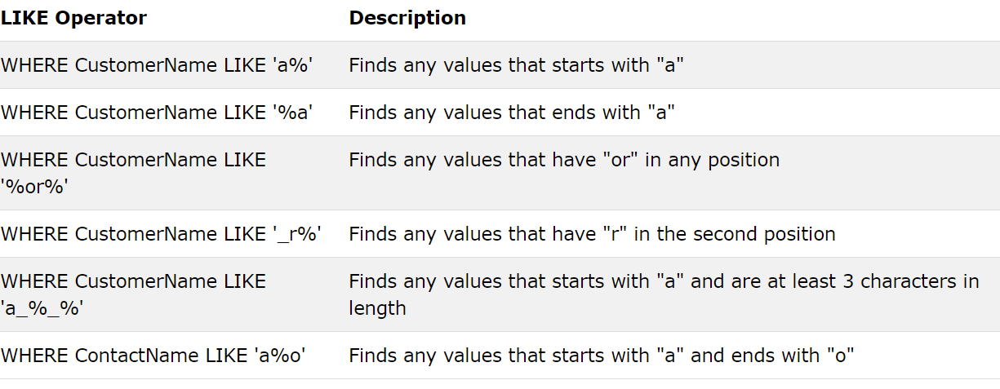 LIKE Operator Description
WHERE CustomerName LIKE 'a%' Finds any values that starts with "a"
WHERE CustomerName LIKE '%a' Finds any values that ends with "a"
WHERE CustomerName LIKE Finds any values that have "or" in any position
'%or%'
WHERE CustomerName LIKE '_r%' Finds any values that have "r" in the second position
WHERE CustomerName LIKE Finds any values that starts with "a" and are at least 3 characters in
'a_%_%' length
WHERE ContactName LIKE 'a%o' Finds any values that starts with "a" and ends with "o"